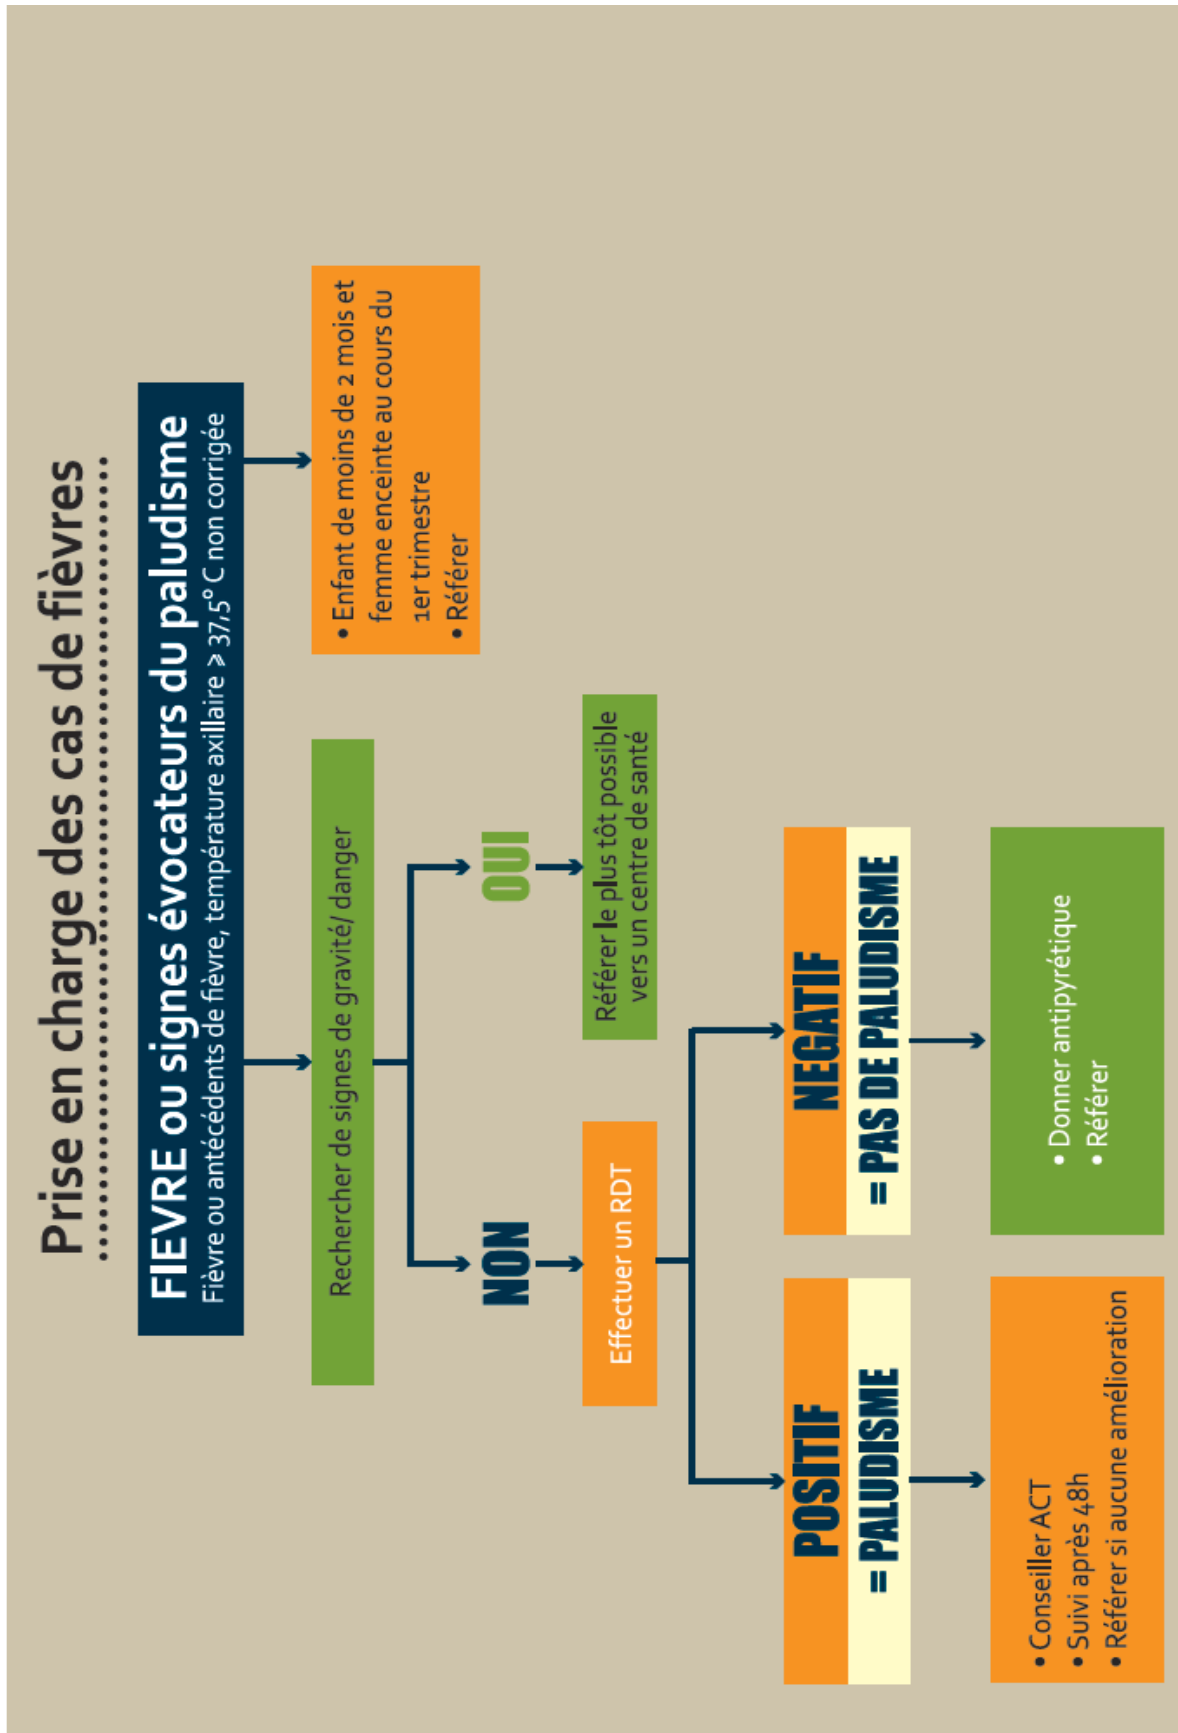 Prise en charge des cas de fièvres
FIEVRE ou signes évocateurs du paludisme
Fièvre ou antécédents de fièvre, température axillaire ≥ 37,5° C non corrigée
Rechercher de signes de gravité/ danger
• Enfant de moins de 2 mois et
femme enceinte au cours du
1er trimestre
• Référer
NON
OUI
Effectuer un RDT
Référer le plus tôt possible
vers un centre de santé
POSITIF
= PALUDISME
NEGATIF
= PAS DE PALUDISME
• Conseiller ACT
• Suivi après 48h
• Référer si aucune amélioration
• Donner antipyrétique
• Référer